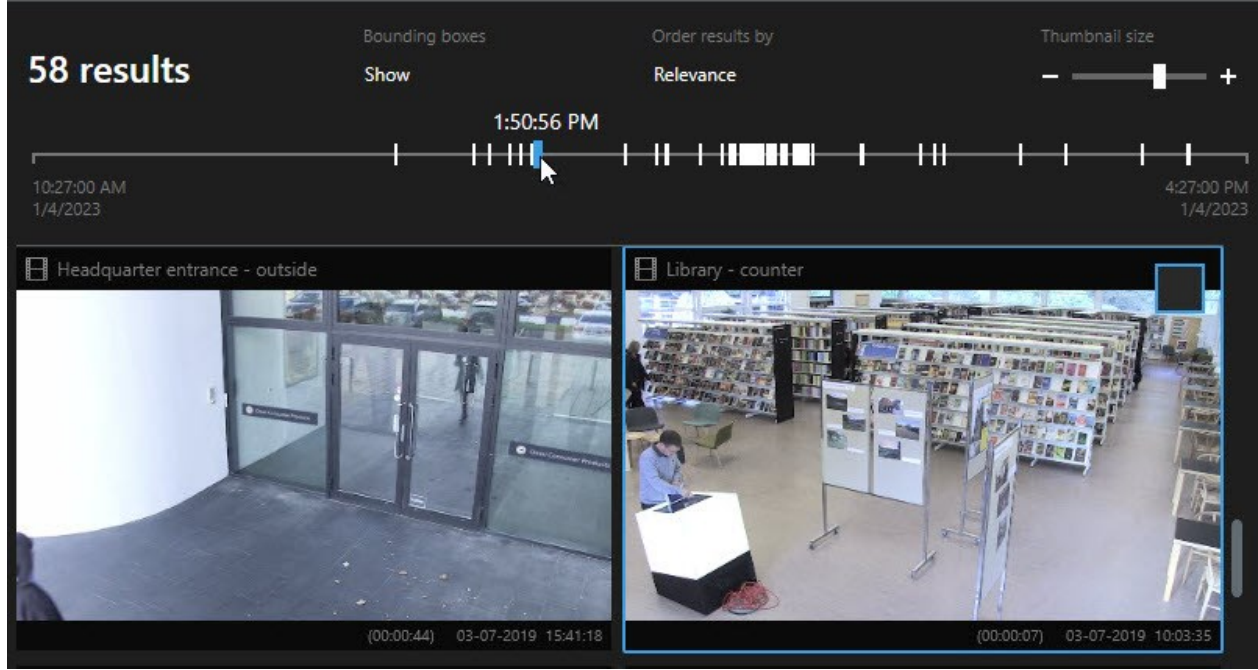 Bounding boxes
Order results by
Thumbnail size
58 results
Show
Relevance
1:50:56 PM
10:27:00 AM
4:27:00 PM
1/4/2023
1/4/2023
Headquarter entrance - outside
Library - counter
(00:00:44) 03-07-2019 15:41:18
(00:00:07) 03-07-2019 10:03:35